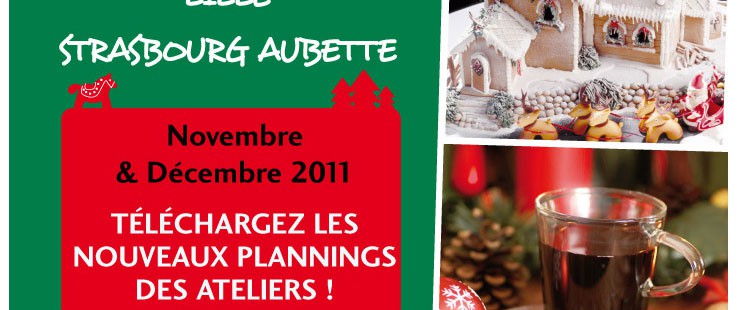 STRASBOURG AUBETTE
Novembre
& Décembre 2011
TÉLÉCHARGEZ LES
NOUVEAUX PLANNINGS
DES ATELIERS !